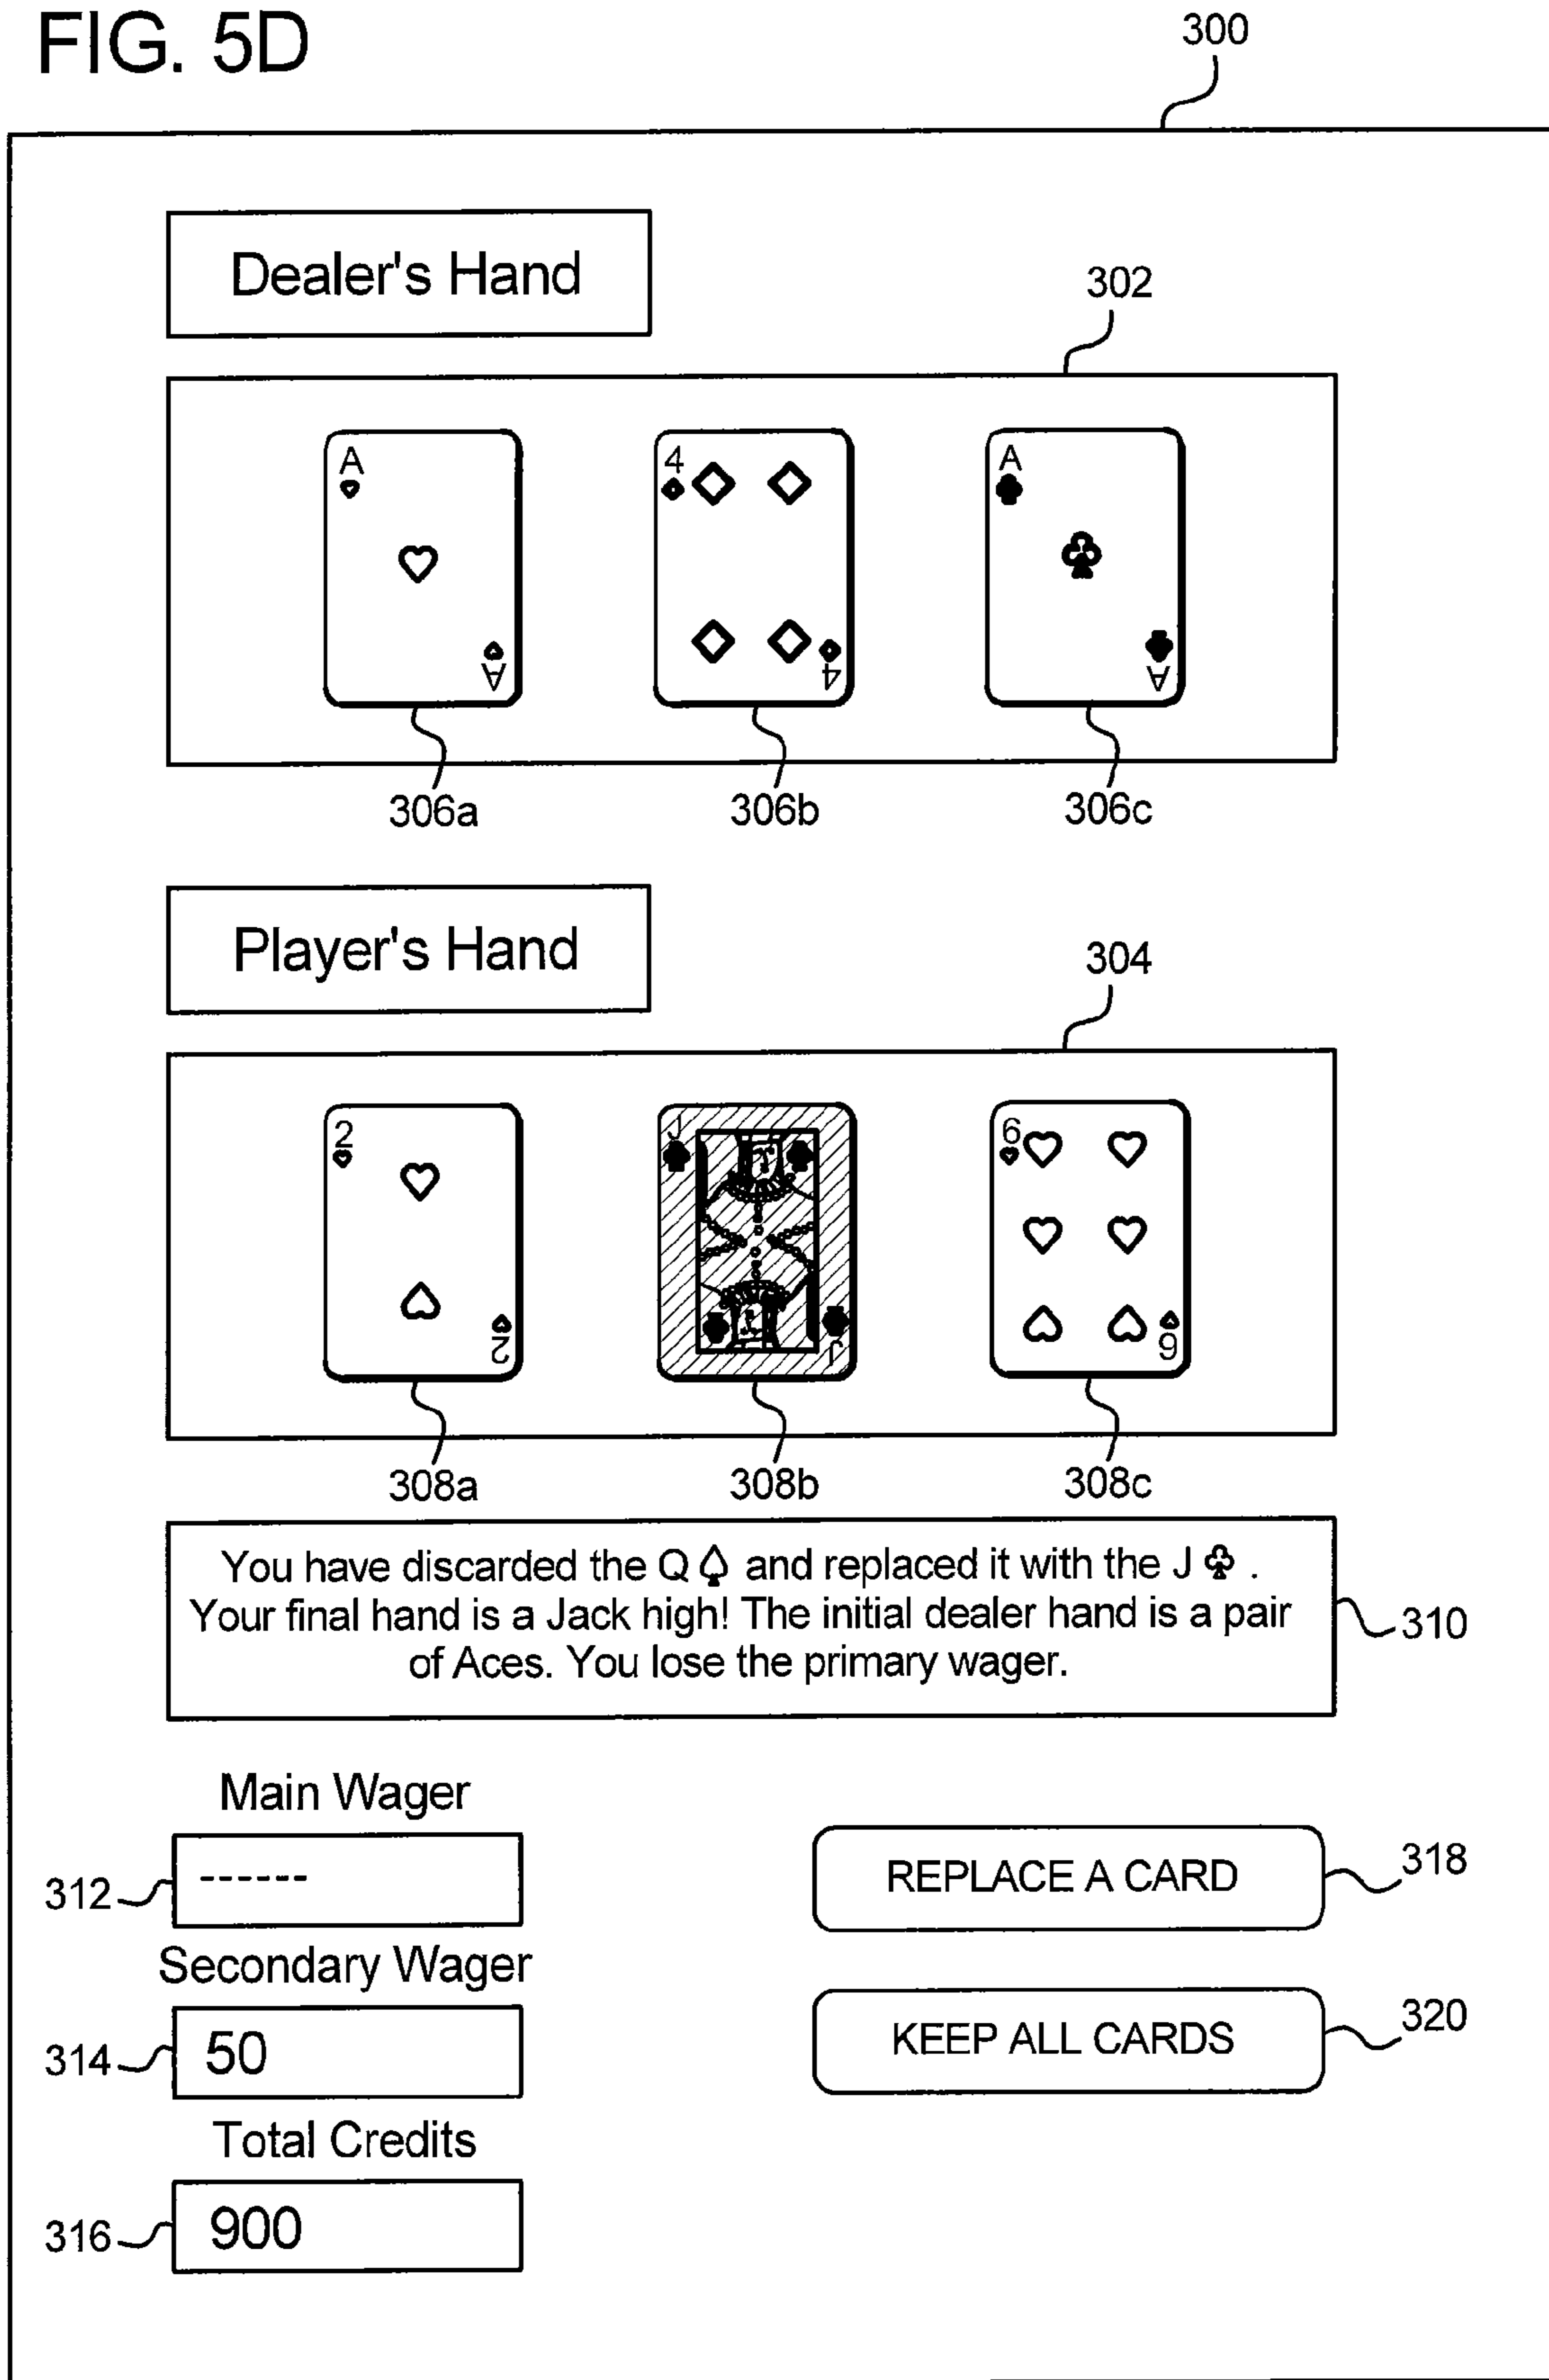 FIG. 5D
300
Dealer's Hand
302
A 4 A
A 4 A
306a 306b 306c
Player's Hand
304
2 J 6
2 J 6
308a 308b 308c
You have discarded the Q ♤ and replaced it with the J ♧ .
Your final hand is a Jack high! The initial dealer hand is a pair
of Aces. You lose the primary wager.
310
Main Wager
312 ------
REPLACE A CARD 318
Secondary Wager
314 50
KEEP ALL CARDS 320
Total Credits
316 900